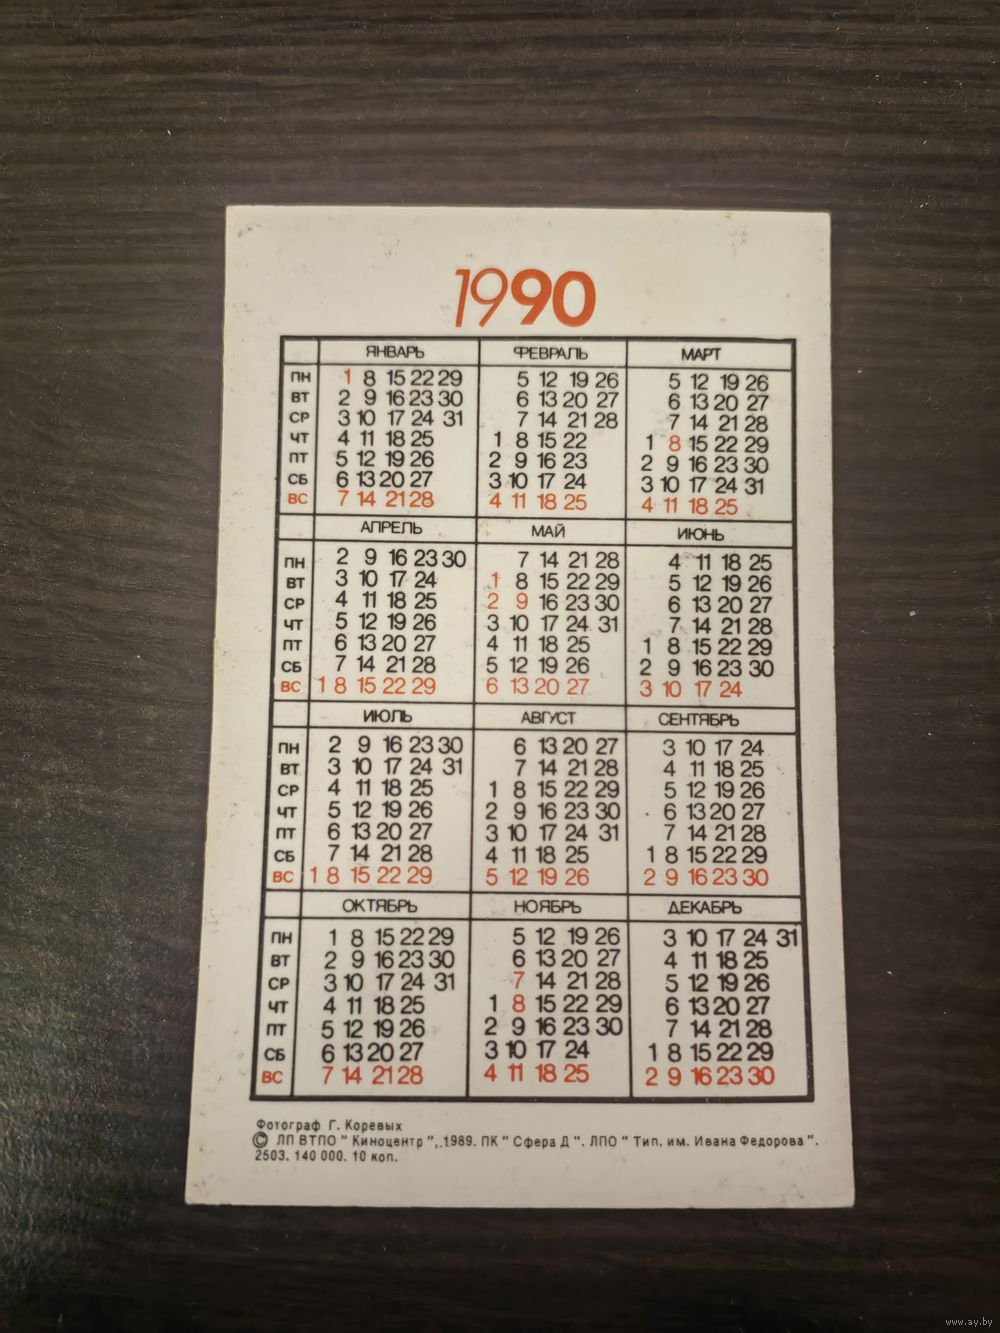 1990
ЯНВАРЬ ФЕВРАЛЬ МАРТ
ПН 1 8 15 22 29 5 12 19 26 5 12 19 26
ВТ 2 9 16 23 30 6 13 20 27 6 13 20 27
СР 3 10 17 24 31 7 14 21 28 7 14 21 28
ЧТ 4 11 18 25 1 8 15 22 1 8 15 22 29
ПТ 5 12 19 26 2 9 16 23 2 9 16 23 30
СБ 6 13 20 27 3 10 17 24 3 10 17 24 31
ВС 7 14 21 28 4 11 18 25 4 11 18 25
АПРЕЛЬ МАЙ ИЮНЬ
ПН 2 9 16 23 30 7 14 21 28 4 11 18 25
ВТ 3 10 17 24 1 8 15 22 29 5 12 19 26
СР 4 11 18 25 2 9 16 23 30 6 13 20 27
ЧТ 5 12 19 26 3 10 17 24 31 7 14 21 28
ПТ 6 13 20 27 4 11 18 25 1 8 15 22 29
СБ 7 14 21 28 5 12 19 26 2 9 16 23 30
ВС 1 8 15 22 29 6 13 20 27 3 10 17 24
ИЮЛЬ АВГУСТ СЕНТЯБРЬ
ПН 2 9 16 23 30 6 13 20 27 3 10 17 24
ВТ 3 10 17 24 31 7 14 21 28 4 11 18 25
СР 4 11 18 25 1 8 15 22 29 5 12 19 26
ЧТ 5 12 19 26 2 9 16 23 30 6 13 20 27
ПТ 6 13 20 27 3 10 17 24 31 7 14 21 28
СБ 7 14 21 28 4 11 18 25 1 8 15 22 29
ВС 1 8 15 22 29 5 12 19 26 2 9 16 23 30
ОКТЯБРЬ НОЯБРЬ ДЕКАБРЬ
ПН 1 8 15 22 29 5 12 19 26 3 10 17 24 31
ВТ 2 9 16 23 30 6 13 20 27 4 11 18 25
СР 3 10 17 24 31 7 14 21 28 5 12 19 26
ЧТ 4 11 18 25 1 8 15 22 29 6 13 20 27
ПТ 5 12 19 26 2 9 16 23 30 7 14 21 28
СБ 6 13 20 27 3 10 17 24 1 8 15 22 29
ВС 7 14 21 28 4 11 18 25 2 9 16 23 30
Фотограф Г. Коревых
© ЛП ВТПО " Киноцентр ",.1989. ПК " Сфера Д ". ЛПО " Тип. им. Ивана Федорова ".
2503. 140 000. 10 коп.
www.ay.by